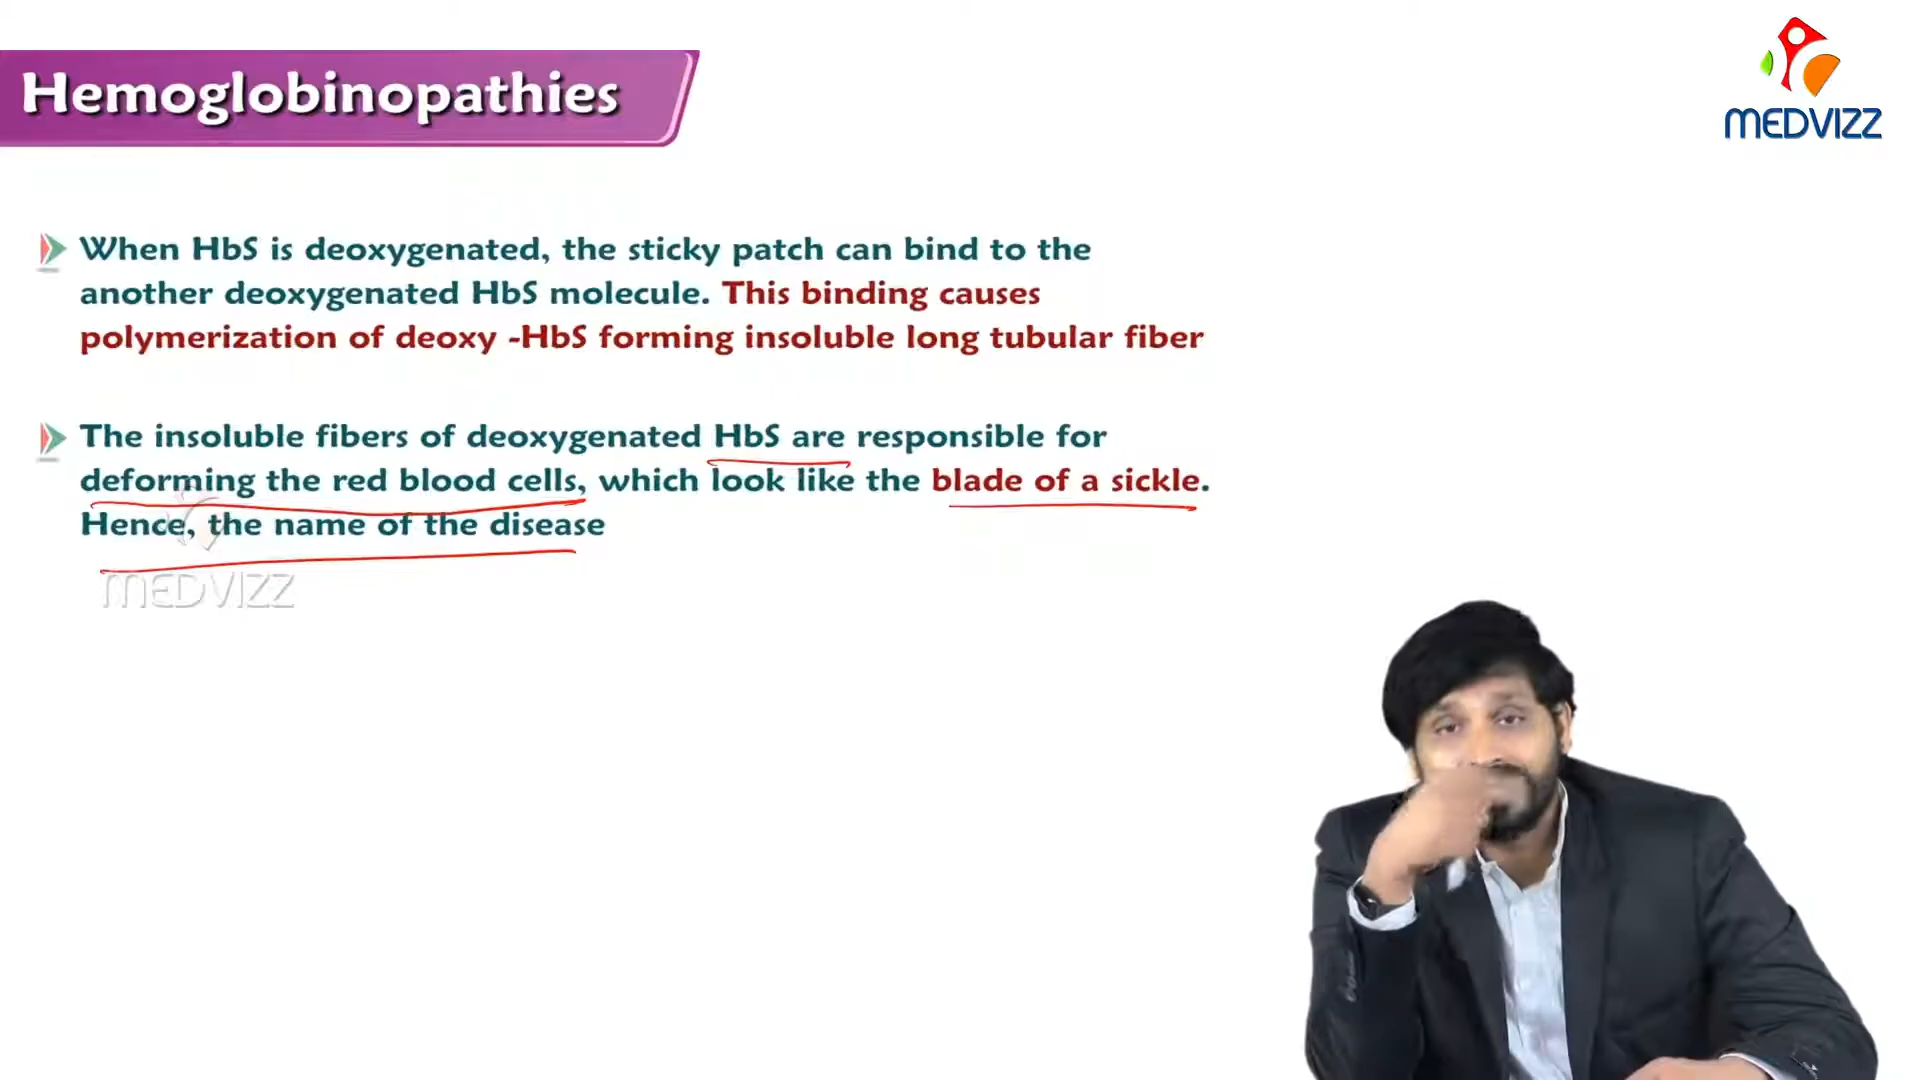 Hemoglobinopathies
MEDVIZZ
When HbS is deoxygenated, the sticky patch can bind to the
another deoxygenated HbS molecule. This binding causes
polymerization of deoxy -HbS forming insoluble long tubular fiber
The insoluble fibers of deoxygenated HbS are responsible for
deforming the red blood cells, which look like the blade of a sickle.
Hence, the name of the disease
MEDVIZZ